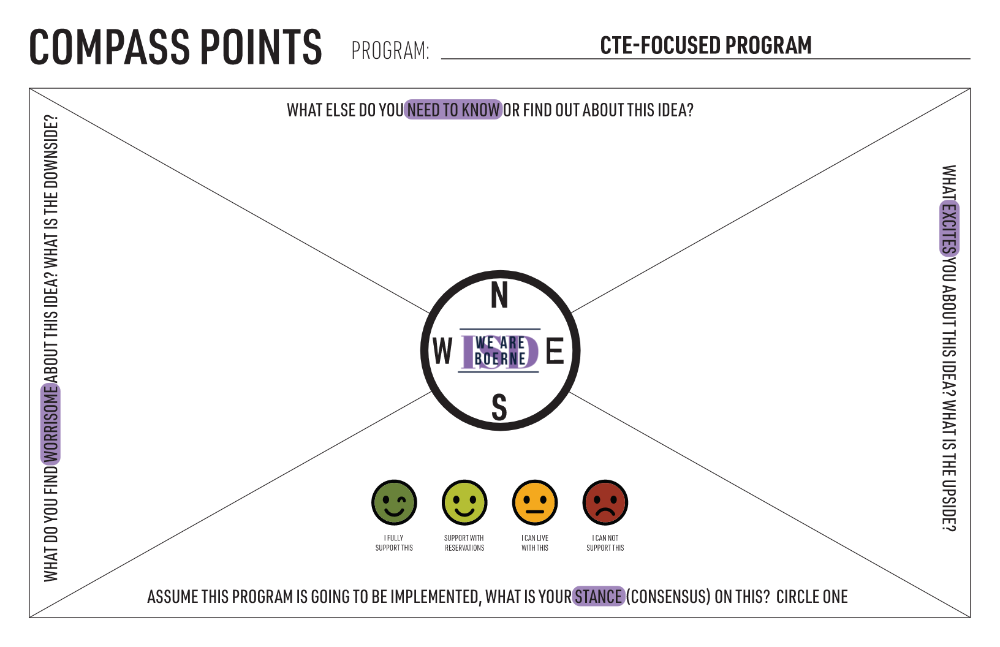 COMPASS POINTS
PROGRAM: CTE-FOCUSED PROGRAM
WHAT ELSE DO YOU NEED TO KNOW OR FIND OUT ABOUT THIS IDEA?
WHAT DO YOU FIND WORRISOME ABOUT THIS IDEA? WHAT IS THE DOWNSIDE?
WHAT EXCITES YOU ABOUT THIS IDEA? WHAT IS THE UPSIDE?
N
W
ISD
WE ARE
BOERNE
E
S
I FULLY
SUPPORT THIS
SUPPORT WITH
RESERVATIONS
I CAN LIVE
WITH THIS
I CAN NOT
SUPPORT THIS
ASSUME THIS PROGRAM IS GOING TO BE IMPLEMENTED, WHAT IS YOUR STANCE (CONSENSUS) ON THIS? CIRCLE ONE